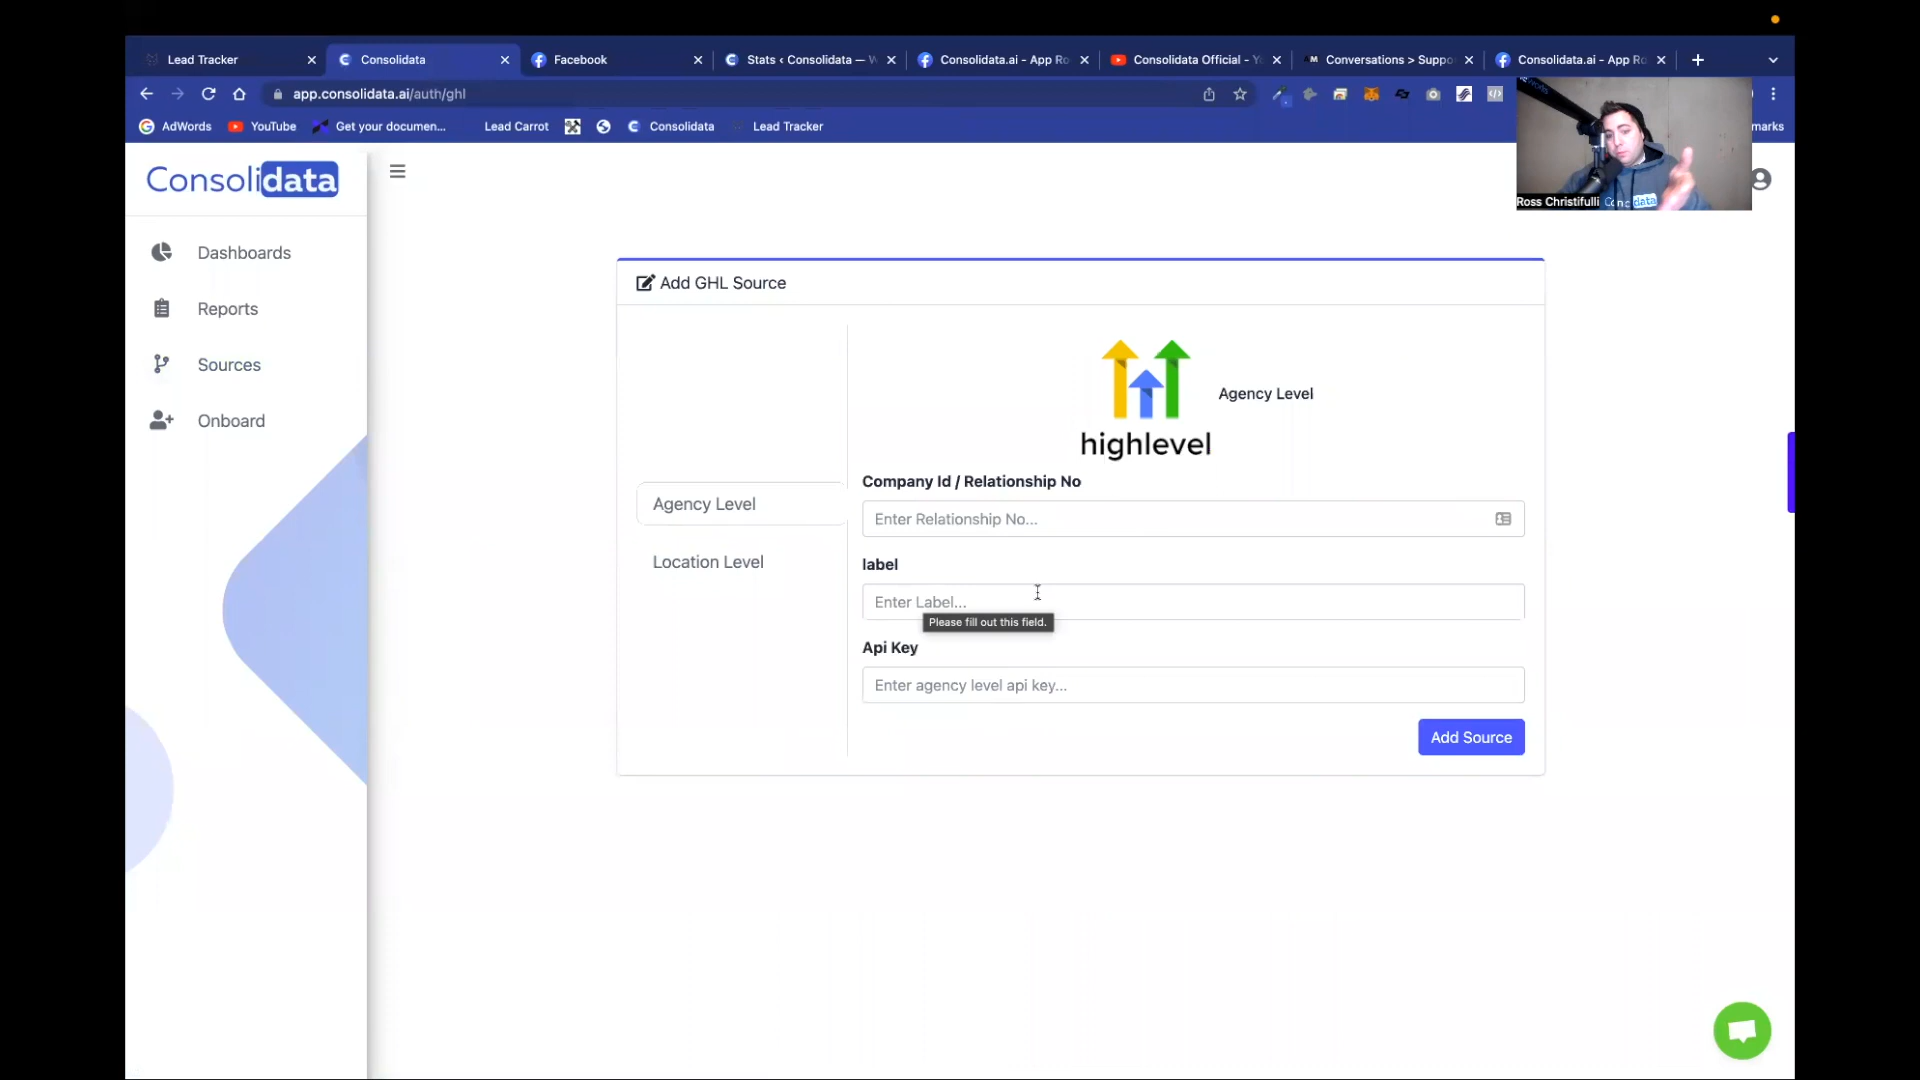 Lead Tracker
Consolidata
Facebook
Stats ‹ Consolidata — W
Consolidata.ai - App Ro
Consolidata Official - Y
Conversations > Suppo
Consolidata.ai - App Ro
app.consolidata.ai/auth/ghl
AdWords
YouTube
Get your documen...
Lead Carrot
Consolidata
Lead Tracker
marks
Ross Christifulli
data
Consolidata
Dashboards
Reports
Sources
Onboard
Add GHL Source
highlevel
Agency Level
Agency Level
Location Level
Company Id / Relationship No
Enter Relationship No...
label
Enter Label...
Please fill out this field.
Api Key
Enter agency level api key...
Add Source